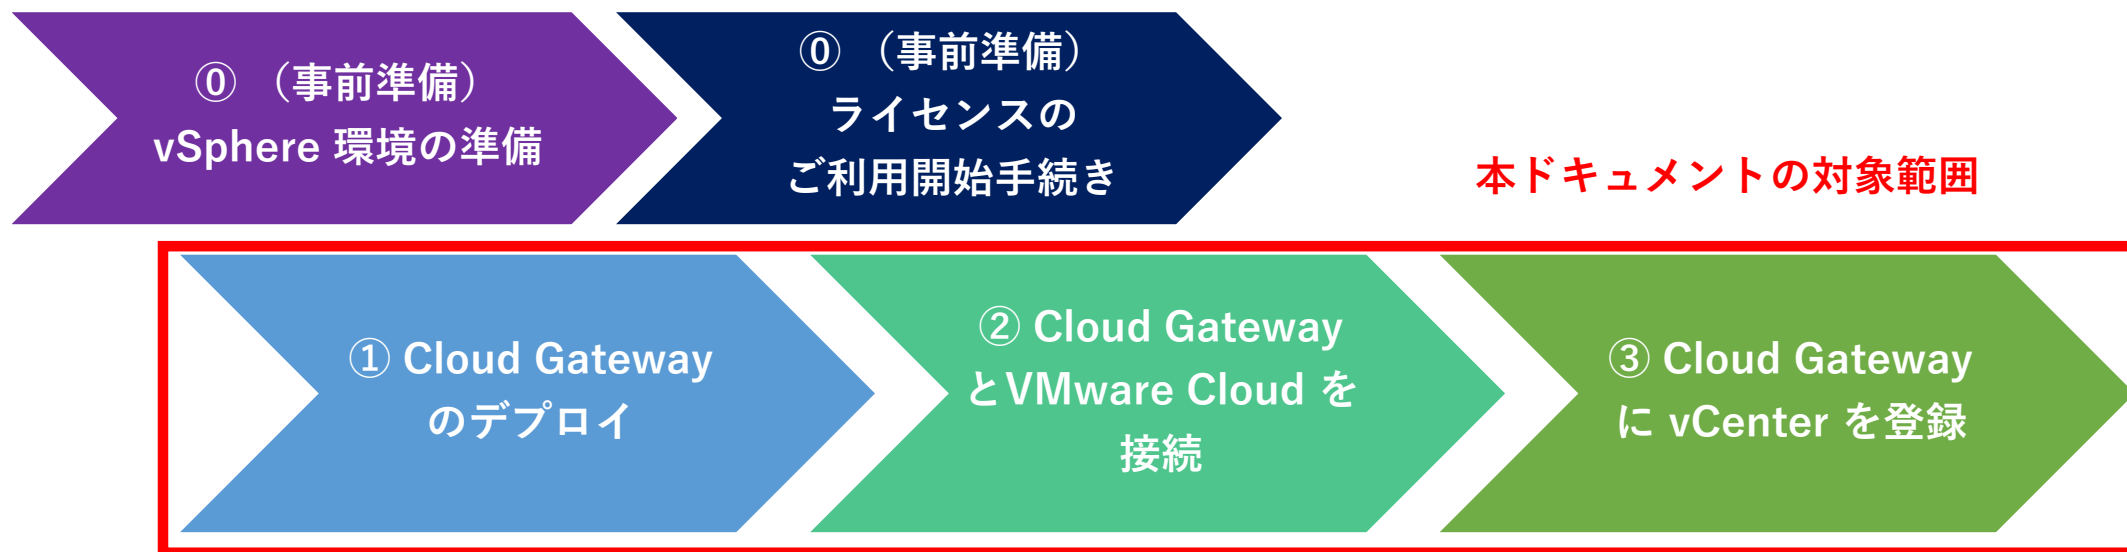 ⓪ （事前準備）
vSphere 環境の準備
⓪ （事前準備）
ライセンスの
ご利用開始手続き
本ドキュメントの対象範囲
① Cloud Gateway
のデプロイ
② Cloud Gateway
とVMware Cloud を
接続
③ Cloud Gateway
に vCenter を登録